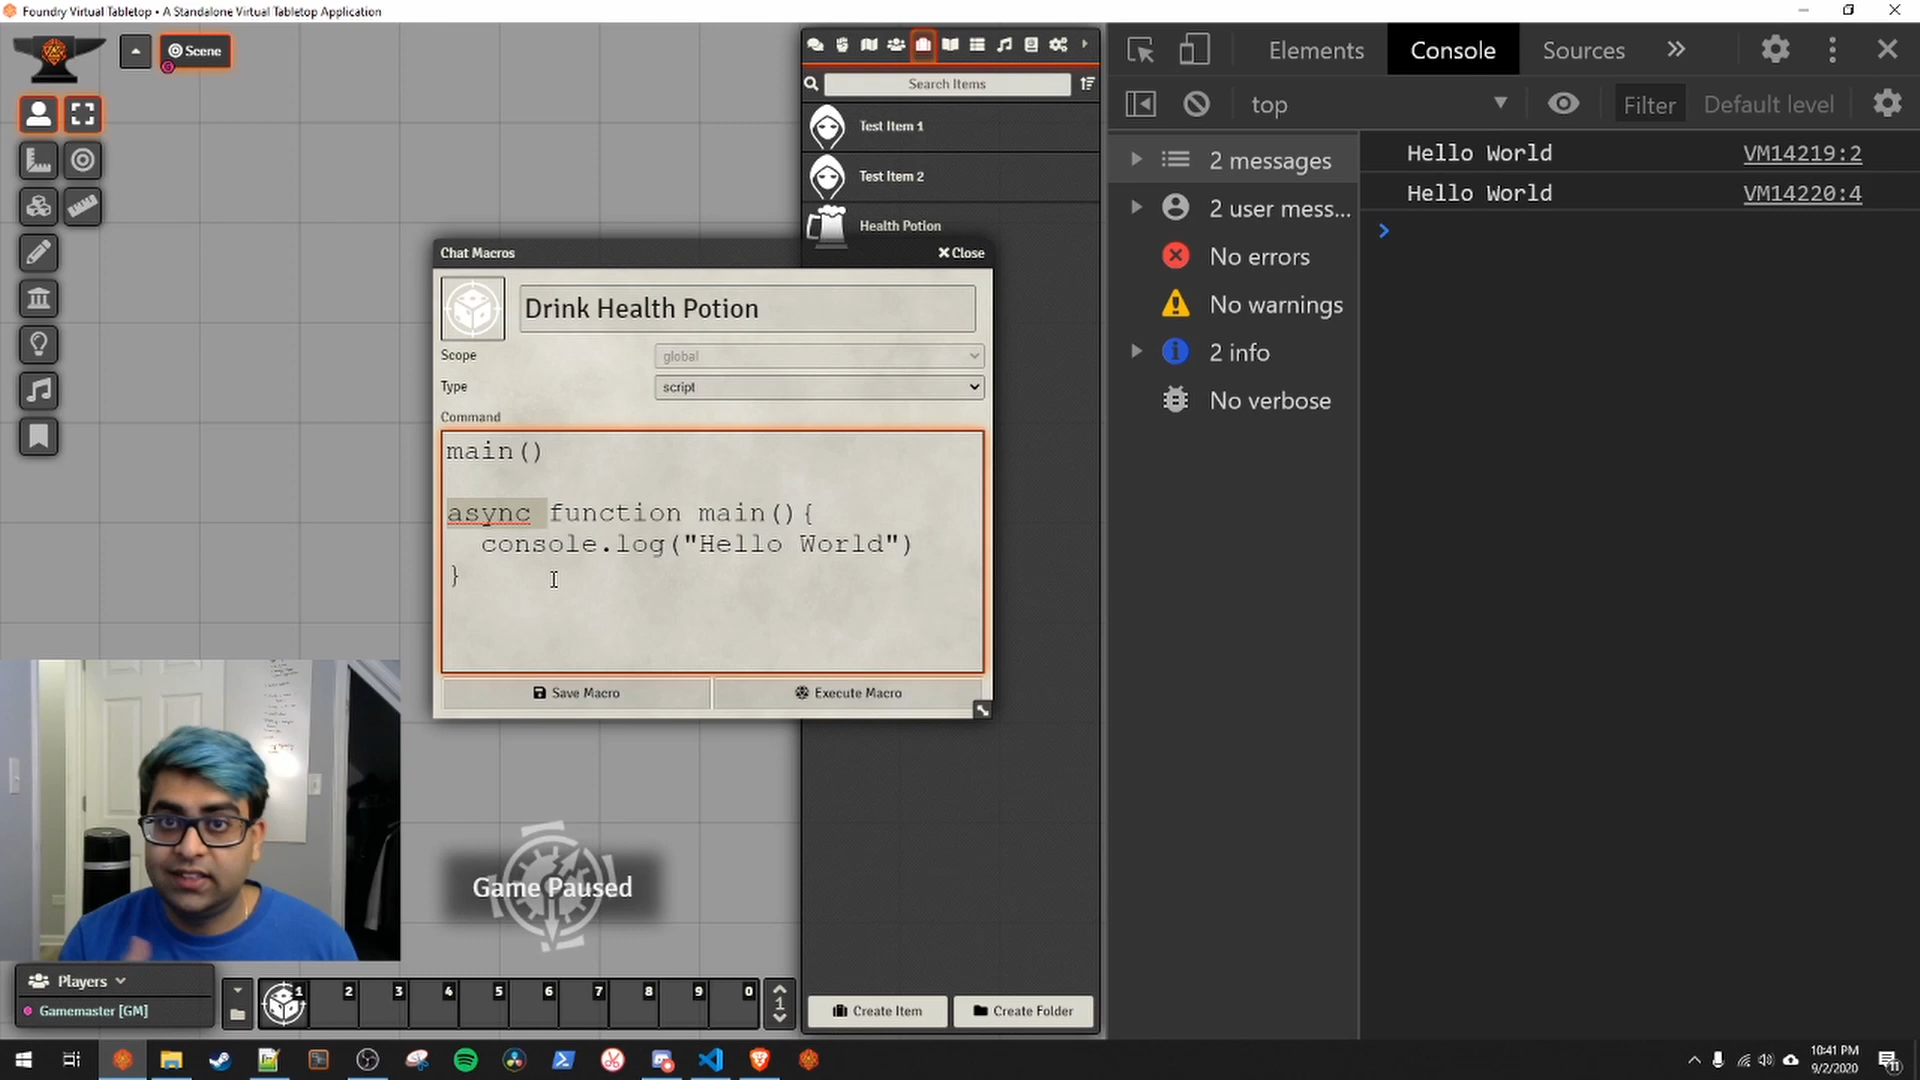 Foundry Virtual Tabletop • A Standalone Virtual Tabletop Application
Scene
Search Items
Test Item 1
Test Item 2
Health Potion
Chat Macros
Close
Drink Health Potion
Scope
global
Type
script
Command
main()
async function main(){
console.log("Hello World")
}
Save Macro
Execute Macro
Game Paused
Players
Gamemaster [GM]
1
2
3
4
5
6
7
8
9
0
1
Create Item
Create Folder
Elements
Console
Sources
top
Filter
Default level
2 messages
2 user mess...
No errors
No warnings
2 info
No verbose
Hello World
VM14219:2
Hello World
VM14220:4
10:41 PM
9/2/2020